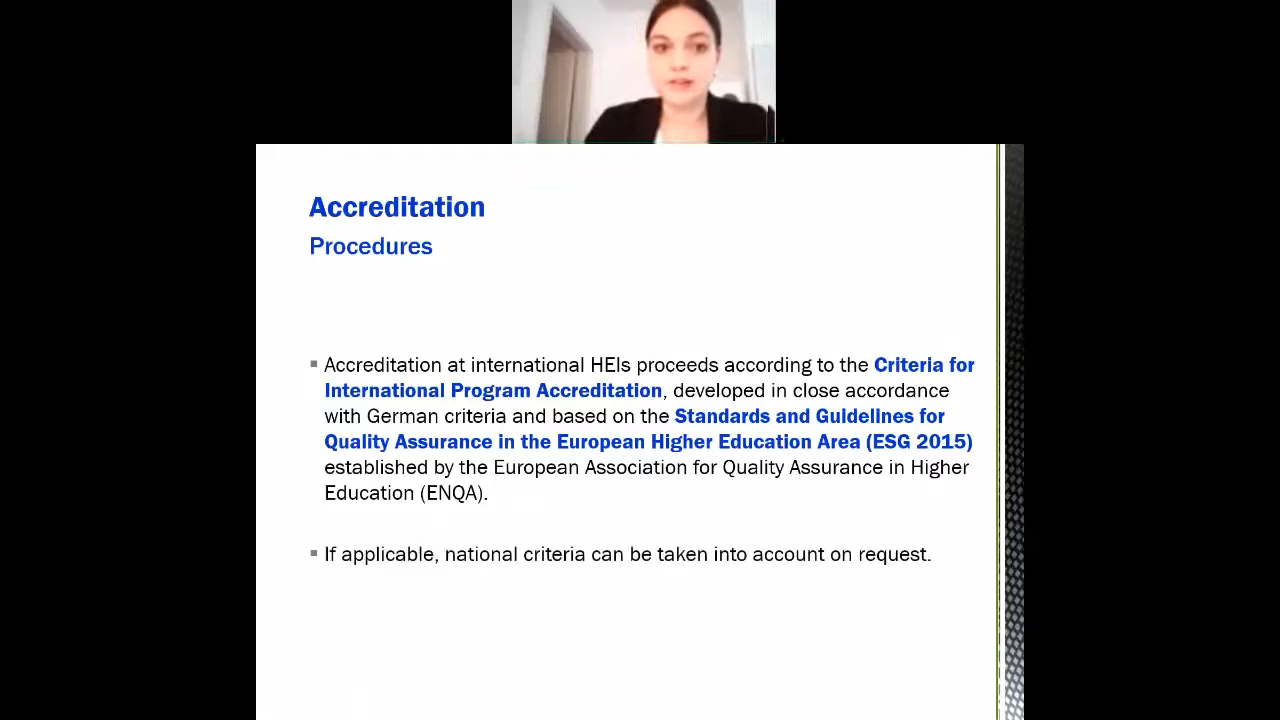 Accreditation
Procedures
Accreditation at international HEIs proceeds according to the Criteria for
International Program Accreditation, developed in close accordance
with German criteria and based on the Standards and Guidelines for
Quality Assurance in the European Higher Education Area (ESG 2015)
established by the European Association for Quality Assurance in Higher
Education (ENQA).
If applicable, national criteria can be taken into account on request.